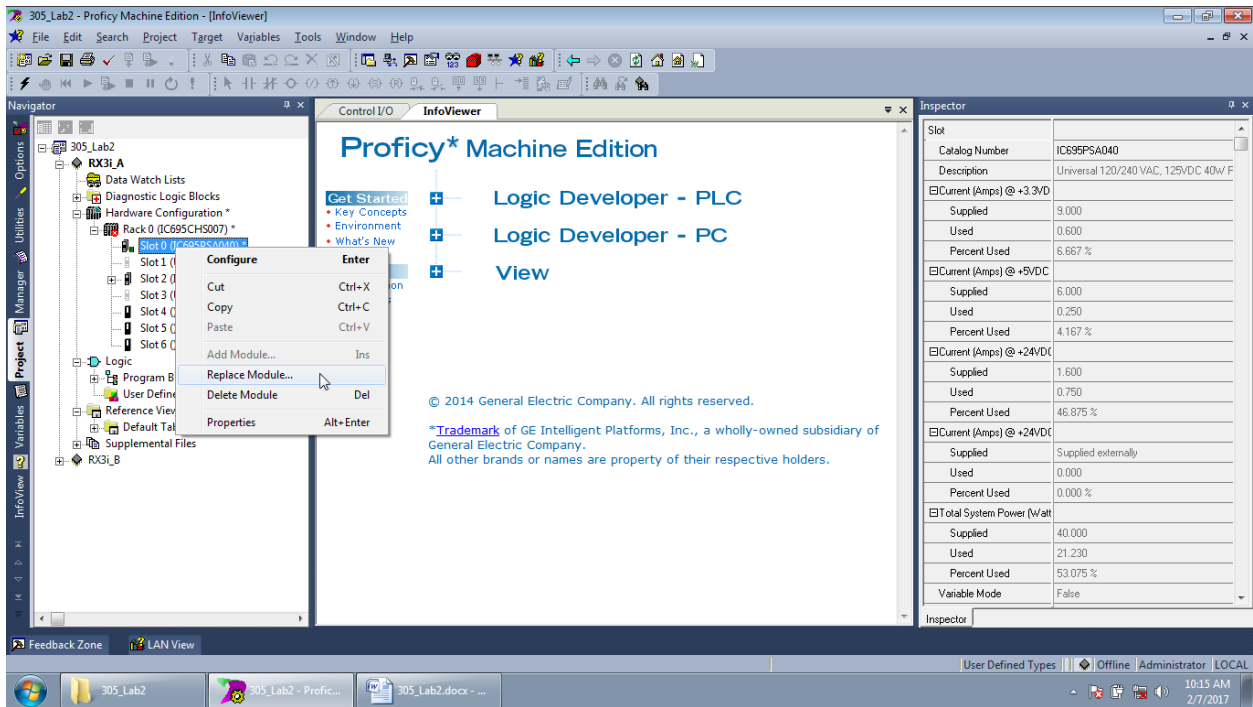 305_Lab2 - Proficy Machine Edition - [InfoViewer]
File Edit Search Project Target Variables Tools Window Help
Navigator
Options
Utilities
Manager
Project
Variables
InfoView
305_Lab2
RX3i_A
Data Watch Lists
Diagnostic Logic Blocks
Hardware Configuration *
Rack 0 (IC695CHS007) *
Slot 0 (IC695PSA040) *
Slot 1 (
Slot 2 (
Slot 3 (
Slot 4 (
Slot 5 (
Slot 6 (
Logic
Program B
User Define
Reference View
Default Tab
Supplemental Files
RX3i_B
Configure Enter
Cut Ctrl+X
Copy Ctrl+C
Paste Ctrl+V
Add Module... Ins
Replace Module...
Delete Module Del
Properties Alt+Enter
Control I/O InfoViewer
Proficy* Machine Edition
Get Started
Key Concepts
Environment
What's New
Logic Developer - PLC
Logic Developer - PC
View
© 2014 General Electric Company. All rights reserved.
*Trademark of GE Intelligent Platforms, Inc., a wholly-owned subsidiary of
General Electric Company.
All other brands or names are property of their respective holders.
Inspector
Slot
Catalog Number IC695PSA040
Description Universal 120/240 VAC, 125VDC 40W F
Current (Amps) @ +3.3VD
Supplied 9.000
Used 0.600
Percent Used 6.667 %
Current (Amps) @ +5VDC
Supplied 6.000
Used 0.250
Percent Used 4.167 %
Current (Amps) @ +24VDC
Supplied 1.600
Used 0.750
Percent Used 46.875 %
Current (Amps) @ +24VDC
Supplied Supplied externally
Used 0.000
Percent Used 0.000 %
Total System Power (Watt
Supplied 40.000
Used 21.230
Percent Used 53.075 %
Variable Mode False
Inspector
Feedback Zone LAN View
User Defined Types Offline Administrator LOCAL
305_Lab2 305_Lab2 - Profic... 305_Lab2.docx - ...
10:15 AM
2/7/2017